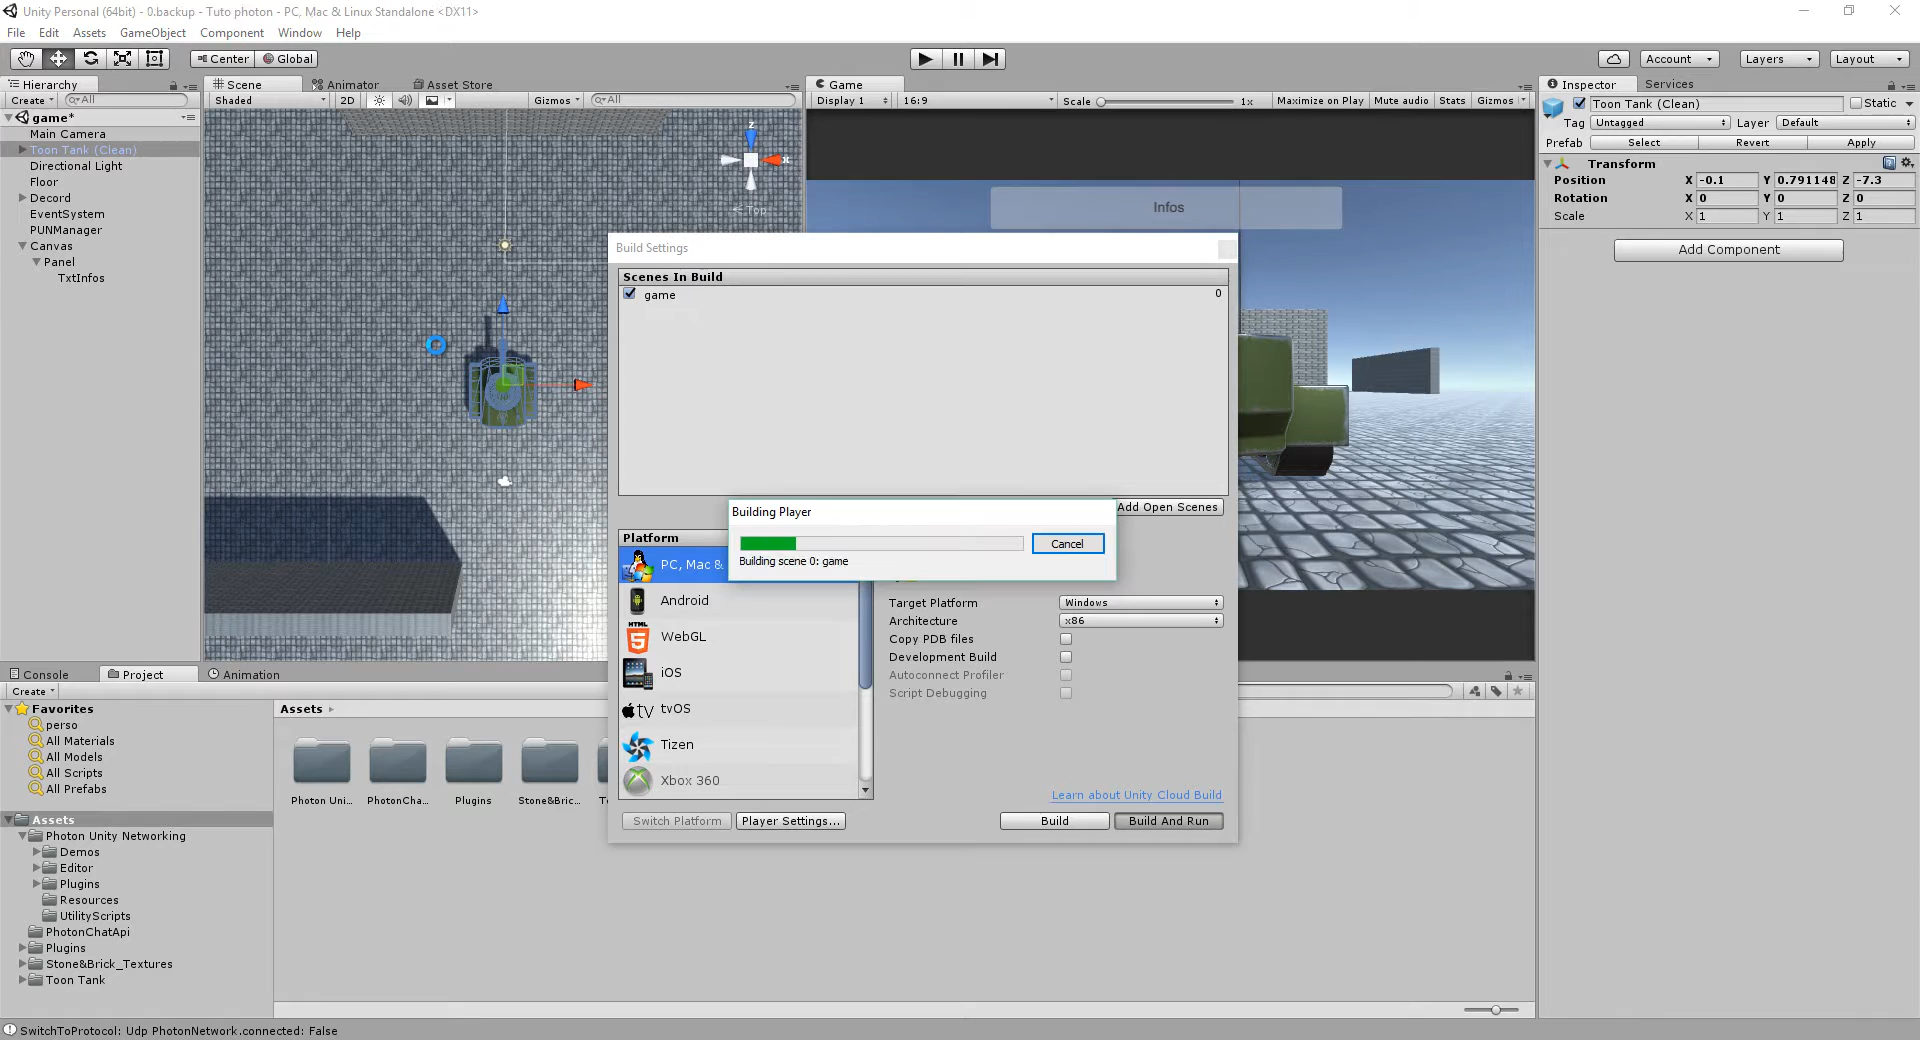 Unity Personal (64bit) - 0.backup - Tuto photon - PC, Mac & Linux Standalone <DX11>
File Edit Assets GameObject Component Window Help
Center Global
Account Layers Layout
Hierarchy
Create All
game*
Main Camera
Toon Tank (Clean)
Directional Light
Floor
Decord
EventSystem
PUNManager
Canvas
Panel
TxtInfos
Scene Animator Asset Store
Shaded 2D Gizmos All
z
x
Top
Game
Display 1 16:9 Scale 1x Maximize on Play Mute audio Stats Gizmos
Infos
Inspector Services
Toon Tank (Clean) Static
Tag Untagged Layer Default
Prefab Select Revert Apply
Transform
Position X -0.1 Y 0.791148 Z -7.3
Rotation X 0 Y 0 Z 0
Scale X 1 Y 1 Z 1
Add Component
Build Settings
Scenes In Build
game 0
Add Open Scenes
Building Player
Cancel
Building scene 0: game
Platform
PC, Mac &
Android
HTML
WebGL
iOS
tv tvOS
Tizen
Xbox 360
Target Platform Windows
Architecture x86
Copy PDB files
Development Build
Autoconnect Profiler
Script Debugging
Learn about Unity Cloud Build
Switch Platform Player Settings... Build Build And Run
Console Project Animation
Create
Favorites
perso
All Materials
All Models
All Scripts
All Prefabs
Assets
Photon Unity Networking
Demos
Editor
Plugins
Resources
UtilityScripts
PhotonChatApi
Plugins
Stone&Brick_Textures
Toon Tank
Assets
Photon Uni... PhotonCha... Plugins Stone&Bric...
SwitchToProtocol: Udp PhotonNetwork.connected: False